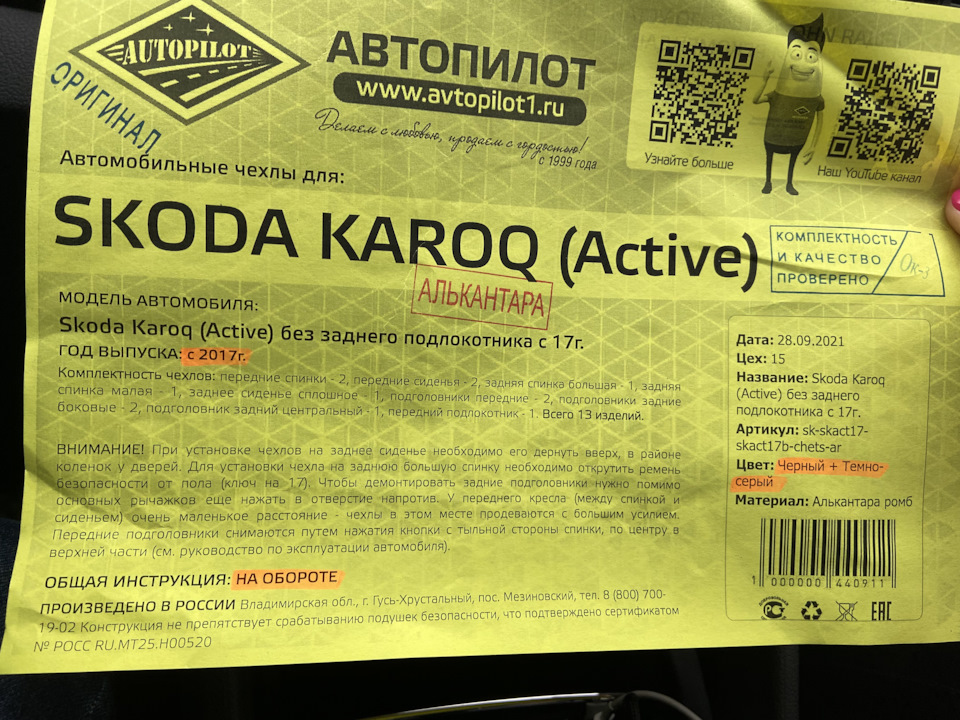 AUTOPILOT
ОРИГИНАЛ
АВТОПИЛОТ
www.avtopilot1.ru
Делаем с любовью, продаем с гордостью!
с 1999 года
Узнайте больше
Наш YouTube канал
Автомобильные чехлы для:
SKODA KAROQ (Active)
КОМПЛЕКТНОСТЬ
И КАЧЕСТВО
ПРОВЕРЕНО
ОК-3
АЛЬКАНТАРА
МОДЕЛЬ АВТОМОБИЛЯ:
Skoda Karoq (Active) без заднего подлокотника с 17г.
ГОД ВЫПУСКА: с 2017г.
Комплектность чехлов: передние спинки - 2, передние сиденья - 2, задняя спинка большая - 1, задняя
спинка малая - 1, заднее сиденье сплошное - 1, подголовники передние - 2, подголовники задние
боковые - 2, подголовник задний центральный - 1, передний подлокотник - 1. Всего 13 изделий.
ВНИМАНИЕ! При установке чехлов на заднее сиденье необходимо его дернуть вверх, в районе
коленок у дверей. Для установки чехла на заднюю большую спинку необходимо открутить ремень
безопасности от пола (ключ на 17). Чтобы демонтировать задние подголовники нужно помимо
основных рычажков еще нажать в отверстие напротив. У переднего кресла (между спинкой и
сиденьем) очень маленькое расстояние - чехлы в этом месте продеваются с большим усилием.
Передние подголовники снимаются путем нажатия кнопки с тыльной стороны спинки, по центру в
верхней части (см. руководство по эксплуатации автомобиля).
ОБЩАЯ ИНСТРУКЦИЯ: НА ОБОРОТЕ
ПРОИЗВЕДЕНО В РОССИИ Владимирская обл., г. Гусь-Хрустальный, пос. Мезиновский, тел. 8 (800) 700-
19-02 Конструкция не препятствует срабатыванию подушек безопасности, что подтверждено сертификатом
№ РОСС RU.МТ25.Н00520
Дата: 28.09.2021
Цех: 15
Название: Skoda Karoq
(Active) без заднего
подлокотника с 17г.
Артикул: sk-skact17-
skact17b-chets-ar
Цвет: Черный + Темно-
серый
Материал: Алькантара ромб
1 000000 440911
ЕАС